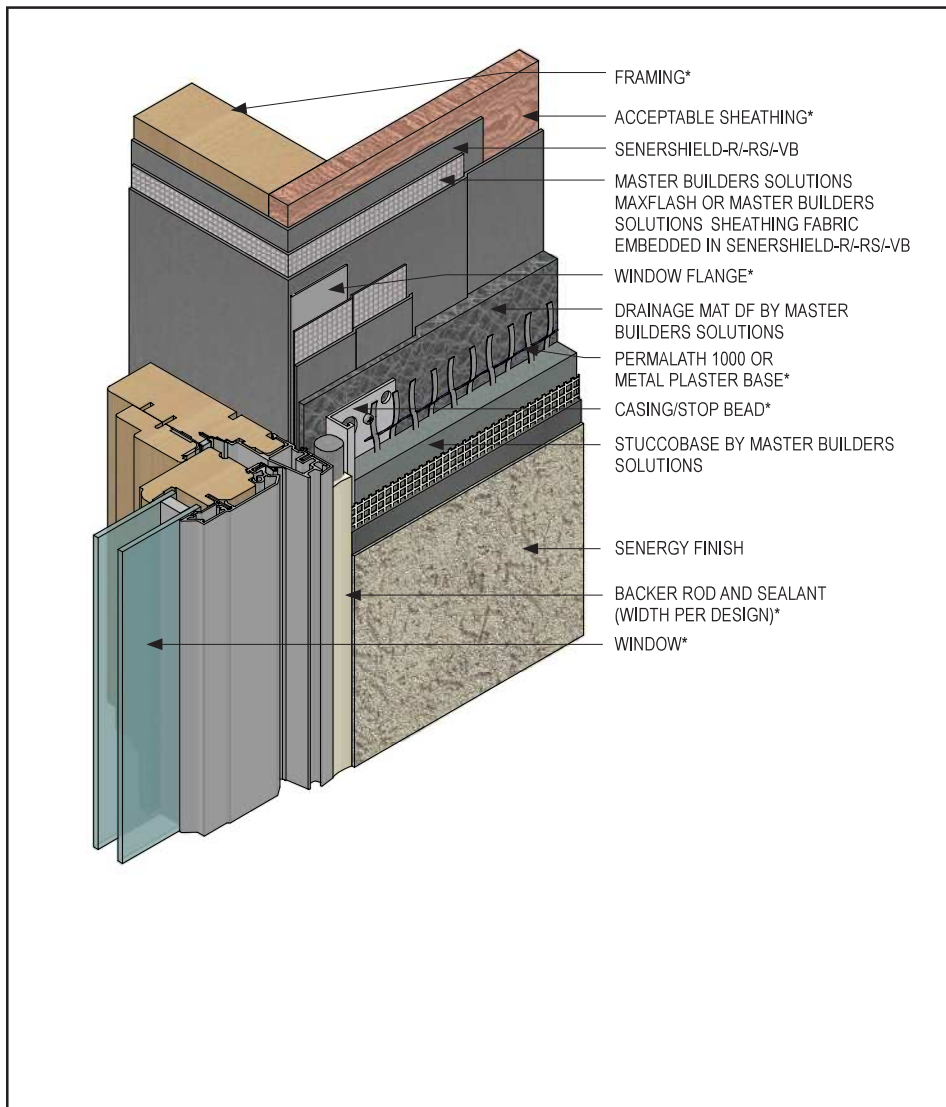 FRAMING*
ACCEPTABLE SHEATHING*
SENERSHIELD-R/-RS/-VB
MASTER BUILDERS SOLUTIONS
MAXFLASH OR MASTER BUILDERS
SOLUTIONS SHEATHING FABRIC
EMBEDDED IN SENERSHIELD-R/-RS/-VB
WINDOW FLANGE*
DRAINAGE MAT DF BY MASTER
BUILDERS SOLUTIONS
PERMALATH 1000 OR
METAL PLASTER BASE*
CASING/STOP BEAD*
STUCCOBASE BY MASTER BUILDERS
SOLUTIONS
SENERGY FINISH
BACKER ROD AND SEALANT
(WIDTH PER DESIGN)*
WINDOW*